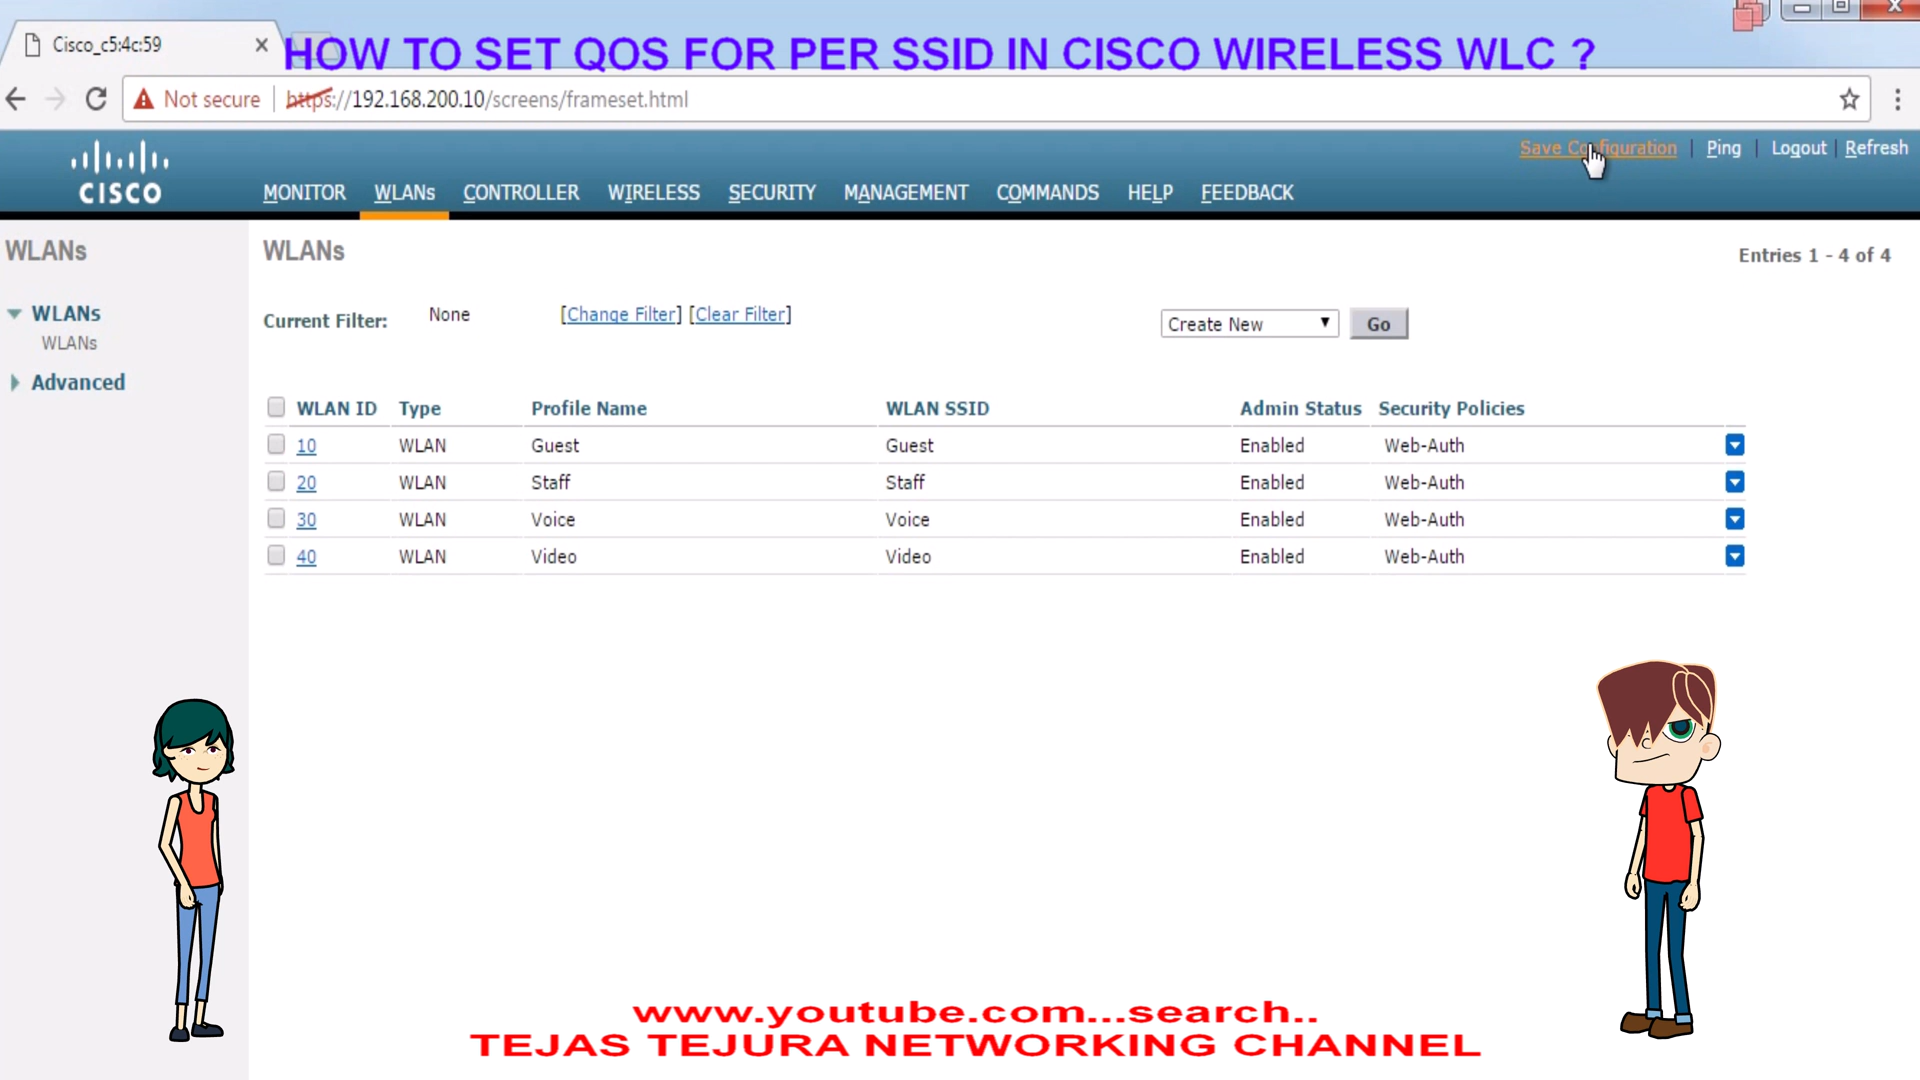 Cisco_c5:4c:59
HOW TO SET QOS FOR PER SSID IN CISCO WIRELESS WLC ?
Not secure https://192.168.200.10/screens/frameset.html
Save Configuration Ping Logout Refresh
CISCO
MONITOR WLANs CONTROLLER WIRELESS SECURITY MANAGEMENT COMMANDS HELP FEEDBACK
WLANs
WLANs
WLANs
Advanced
WLANs
Entries 1 - 4 of 4
Current Filter: None [Change Filter] [Clear Filter]
Create New Go
WLAN ID Type Profile Name WLAN SSID Admin Status Security Policies
10 WLAN Guest Guest Enabled Web-Auth
20 WLAN Staff Staff Enabled Web-Auth
30 WLAN Voice Voice Enabled Web-Auth
40 WLAN Video Video Enabled Web-Auth
www.youtube.com...search..
TEJAS TEJURA NETWORKING CHANNEL